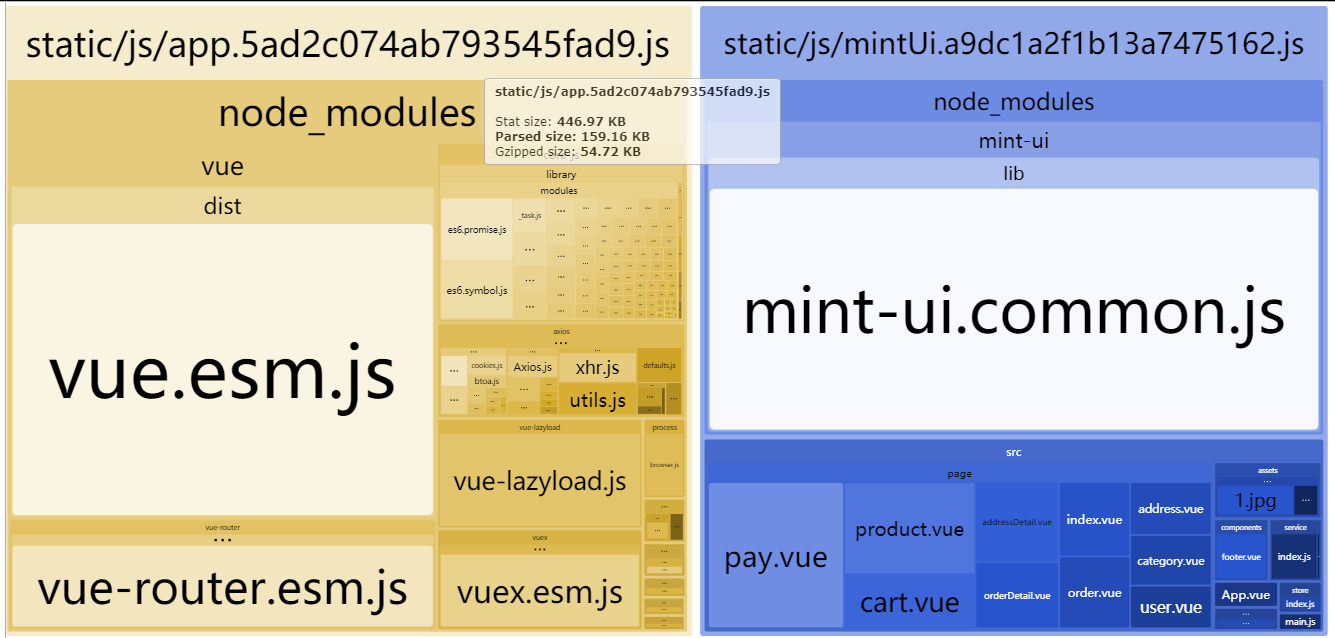 static/js/app.5ad2c074ab793545fad9.js
node_modules
static/js/app.5ad2c074ab793545fad9.js
Stat size: 446.97 KB
Parsed size: 159.16 KB
Gzipped size: 54.72 KB
vue
dist
vue.esm.js
vue-router
...
vue-router.esm.js
library
modules
es6.promise.js
_task.js
es6.symbol.js
axios
...
cookies.js
btoa.js
Axios.js
xhr.js
utils.js
defaults.js
vue-lazyload
vue-lazyload.js
process
browser.js
vuex
...
vuex.esm.js
static/js/mintUi.a9dc1a2f1b13a7475162.js
node_modules
mint-ui
lib
mint-ui.common.js
src
page
pay.vue
product.vue
cart.vue
addressDetail.vue
orderDetail.vue
index.vue
order.vue
address.vue
category.vue
user.vue
assets
...
1.jpg
...
components
footer.vue
service
index.js
App.vue
...
...
store
index.js
main.js